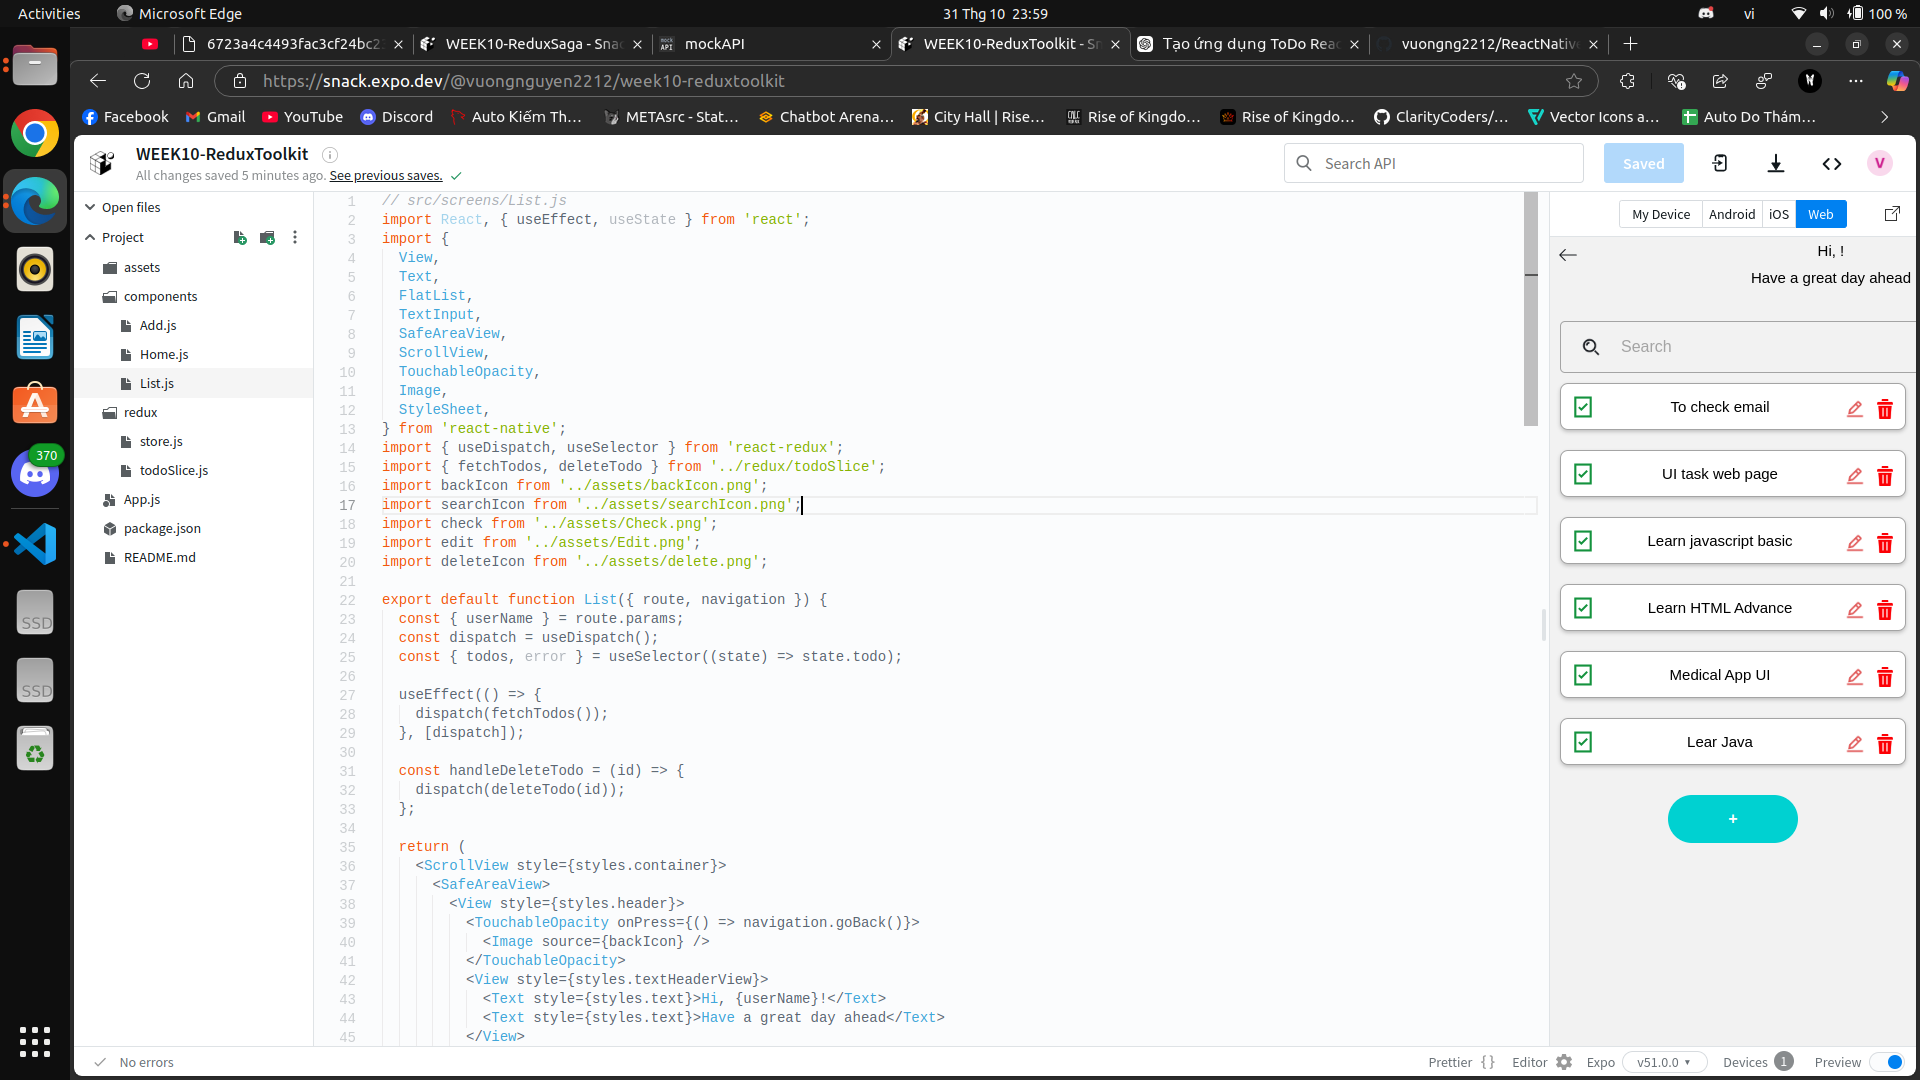 Activities
Microsoft Edge
31 Thg 10 23:59
vi
100 %
6723a4c4493fac3cf24bc2
WEEK10-ReduxSaga - Snac
mockAPI
WEEK10-ReduxToolkit - Sn
Tạo ứng dụng ToDo Reac
vuongng2212/ReactNativ
https://snack.expo.dev/@vuongnguyen2212/week10-reduxtoolkit
Facebook
Gmail
YouTube
Discord
Auto Kiếm Th...
METAsrc - Stat...
Chatbot Arena...
City Hall | Rise...
Rise of Kingdo...
Rise of Kingdo...
ClarityCoders/...
Vector Icons a...
Auto Do Thám...
WEEK10-ReduxToolkit
All changes saved 5 minutes ago. See previous saves.
Search API
Saved
V
Open files
Project
assets
components
Add.js
Home.js
List.js
redux
store.js
todoSlice.js
App.js
package.json
README.md
370
SSD
SSD
1 // src/screens/List.js
2 import React, { useEffect, useState } from 'react';
3 import {
4 View,
5 Text,
6 FlatList,
7 TextInput,
8 SafeAreaView,
9 ScrollView,
10 TouchableOpacity,
11 Image,
12 StyleSheet,
13 } from 'react-native';
14 import { useDispatch, useSelector } from 'react-redux';
15 import { fetchTodos, deleteTodo } from '../redux/todoSlice';
16 import backIcon from '../assets/backIcon.png';
17 import searchIcon from '../assets/searchIcon.png';
18 import check from '../assets/Check.png';
19 import edit from '../assets/Edit.png';
20 import deleteIcon from '../assets/delete.png';
21
22 export default function List({ route, navigation }) {
23 const { userName } = route.params;
24 const dispatch = useDispatch();
25 const { todos, error } = useSelector((state) => state.todo);
26
27 useEffect(() => {
28 dispatch(fetchTodos());
29 }, [dispatch]);
30
31 const handleDeleteTodo = (id) => {
32 dispatch(deleteTodo(id));
33 };
34
35 return (
36 <ScrollView style={styles.container}>
37 <SafeAreaView>
38 <View style={styles.header}>
39 <TouchableOpacity onPress={() => navigation.goBack()}>
40 <Image source={backIcon} />
41 </TouchableOpacity>
42 <View style={styles.textHeaderView}>
43 <Text style={styles.text}>Hi, {userName}!</Text>
44 <Text style={styles.text}>Have a great day ahead</Text>
45 </View>
My Device
Android
iOS
Web
Hi, !
Have a great day ahead
Search
To check email
UI task web page
Learn javascript basic
Learn HTML Advance
Medical App UI
Lear Java
+
No errors
Prettier { }
Editor
Expo
v51.0.0
Devices 1
Preview